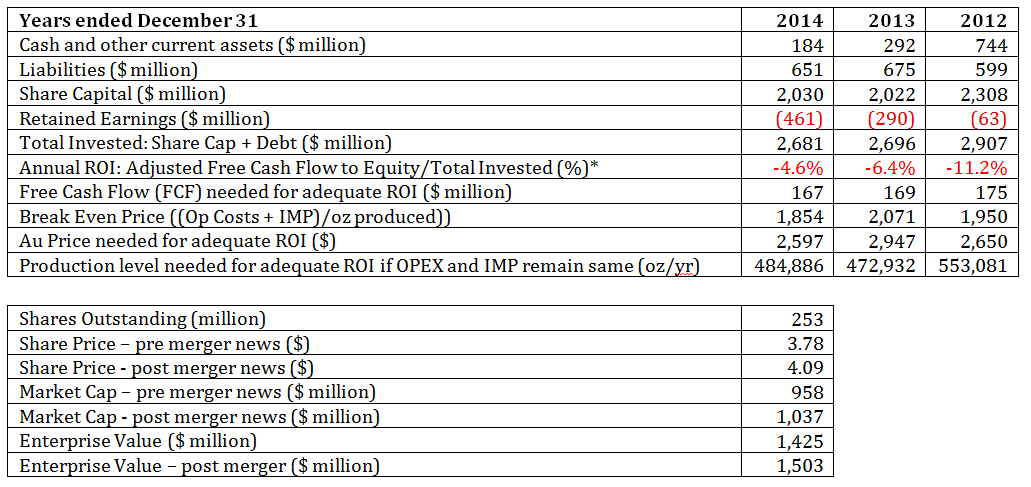 Years ended December 31 2014 2013 2012
Cash and other current assets ($ million) 184 292 744
Liabilities ($ million) 651 675 599
Share Capital ($ million) 2,030 2,022 2,308
Retained Earnings ($ million) (461) (290) (63)
Total Invested: Share Cap + Debt ($ million) 2,681 2,696 2,907
Annual ROI: Adjusted Free Cash Flow to Equity/Total Invested (%)* -4.6% -6.4% -11.2%
Free Cash Flow (FCF) needed for adequate ROI ($ million) 167 169 175
Break Even Price ((Op Costs + IMP)/oz produced)) 1,854 2,071 1,950
Au Price needed for adequate ROI ($) 2,597 2,947 2,650
Production level needed for adequate ROI if OPEX and IMP remain same (oz/yr) 484,886 472,932 553,081
Shares Outstanding (million) 253
Share Price – pre merger news ($) 3.78
Share Price - post merger news ($) 4.09
Market Cap – pre merger news ($ million) 958
Market Cap - post merger news ($ million) 1,037
Enterprise Value ($ million) 1,425
Enterprise Value – post merger ($ million) 1,503